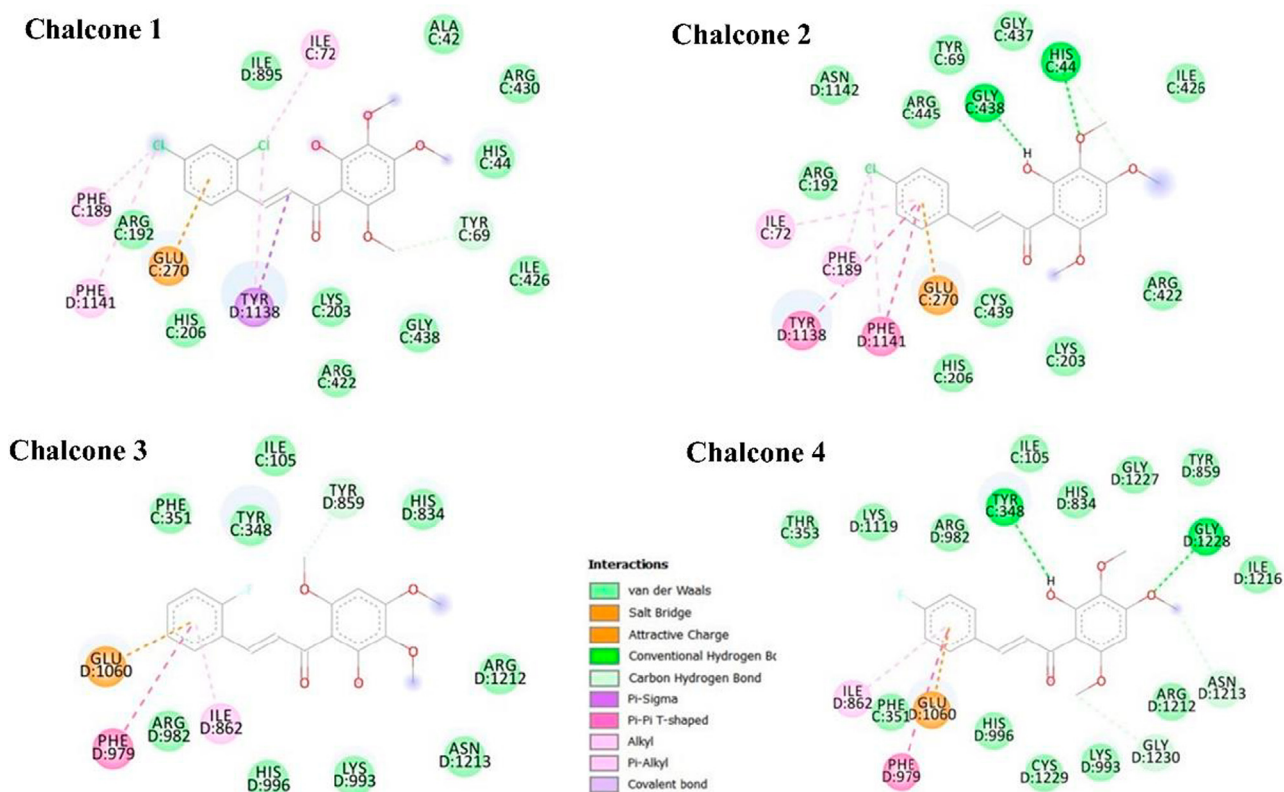 Chalcone 1
ILE
C:72
ALA
C:42
ILE
D:895
ARG
C:430
Cl
Cl
O
O
O
HIS
C:44
PHE
C:189
ARG
C:192
GLU
C:270
TYR
C:69
O
O
PHE
D:1141
TYR
D:1138
LYS
C:203
ILE
C:426
HIS
C:206
GLY
C:438
ARG
C:422
Chalcone 2
GLY
C:437
TYR
C:69
HIS
C:44
ASN
D:1142
GLY
C:438
ILE
C:426
ARG
C:445
H
O
O
O
Cl
ARG
C:192
ILE
C:72
PHE
C:189
O
O
GLU
C:270
CYS
C:439
ARG
C:422
TYR
D:1138
PHE
D:1141
LYS
C:203
HIS
C:206
Chalcone 3
ILE
C:105
PHE
C:351
TYR
C:348
TYR
D:859
HIS
D:834
F
O
O
O
O
O
GLU
D:1060
ARG
D:1212
ARG
D:982
ILE
D:862
PHE
D:979
HIS
D:996
LYS
D:993
ASN
D:1213
Interactions
van der Waals
Salt Bridge
Attractive Charge
Conventional Hydrogen Bc
Carbon Hydrogen Bond
Pi-Sigma
Pi-Pi T-shaped
Alkyl
Pi-Alkyl
Covalent bond
Chalcone 4
ILE
C:105
GLY
D:1227
TYR
D:859
TYR
C:348
HIS
D:834
THR
C:353
LYS
D:1119
ARG
D:982
GLY
D:1228
ILE
D:1216
H
O
O
O
F
O
O
ILE
D:862
PHE
C:351
GLU
D:1060
HIS
D:996
ARG
D:1212
ASN
D:1213
PHE
D:979
CYS
D:1229
LYS
D:993
GLY
D:1230